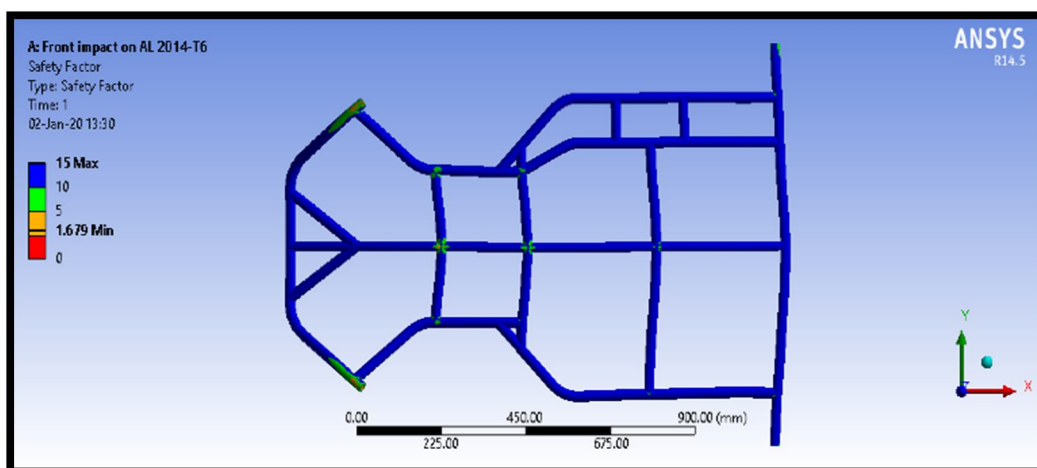 A: Front impact on AL 2014-T6
Safety Factor
Type: Safety Factor
Time: 1
02-Jan-20 13:30
15 Max
10
5
1.679 Min
0
ANSYS
R14.5
0.00 450.00 900.00 (mm)
225.00 675.00
Y
X